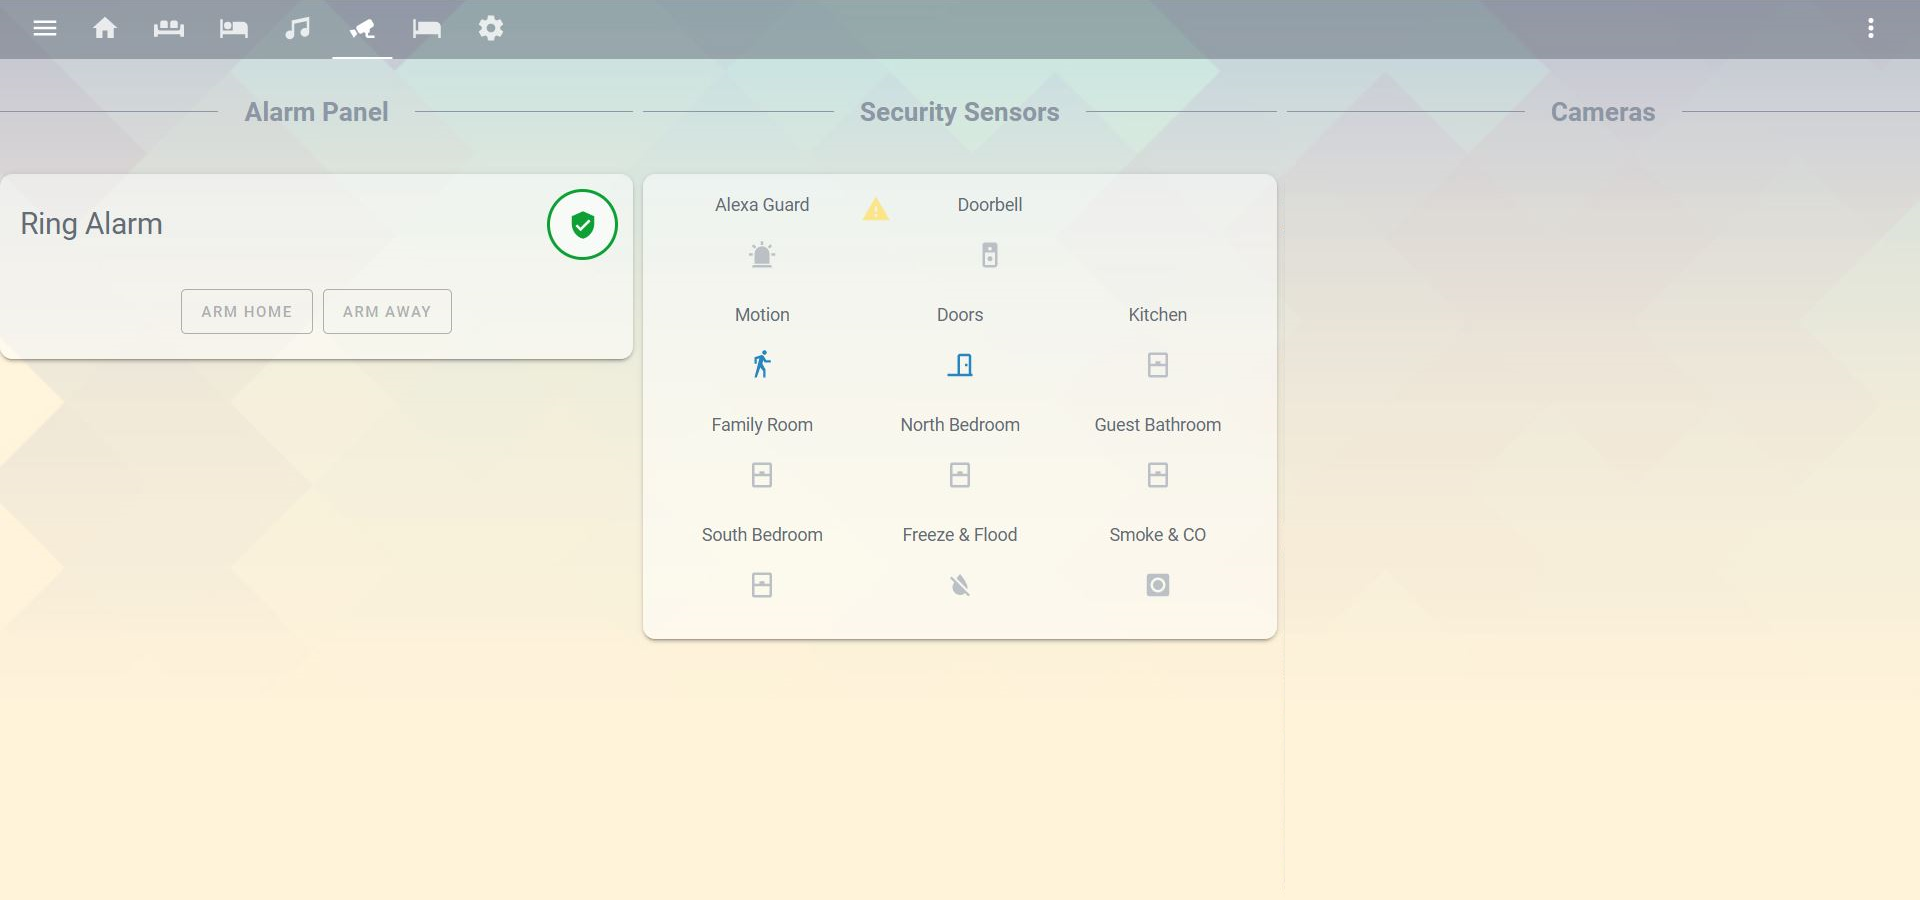 Alarm Panel
Security Sensors
Cameras
Ring Alarm
ARM HOME
ARM AWAY
Alexa Guard
Doorbell
Motion
Doors
Kitchen
Family Room
North Bedroom
Guest Bathroom
South Bedroom
Freeze & Flood
Smoke & CO